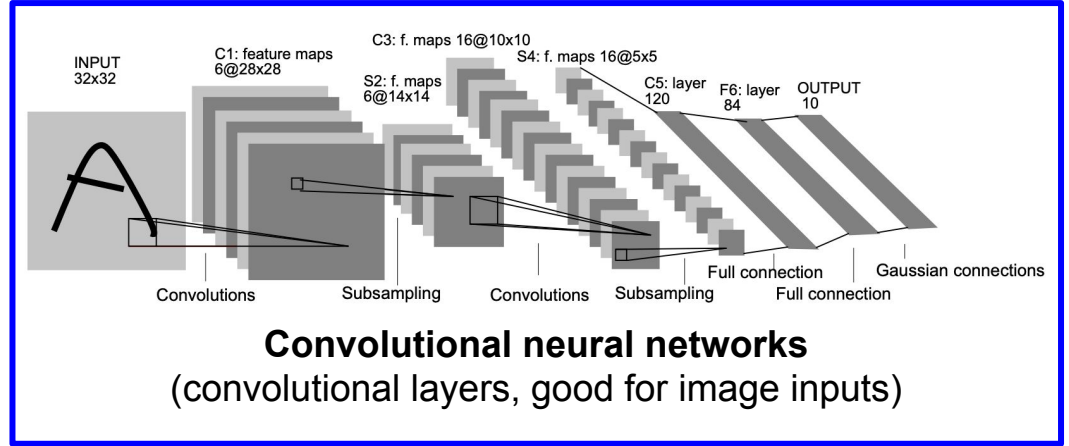 INPUT
32x32
C1: feature maps
6@28x28
S2: f. maps
6@14x14
C3: f. maps 16@10x10
S4: f. maps 16@5x5
C5: layer
120
F6: layer
84
OUTPUT
10
Convolutions
Subsampling
Convolutions
Subsampling
Full connection
Full connection
Gaussian connections
Convolutional neural networks
(convolutional layers, good for image inputs)